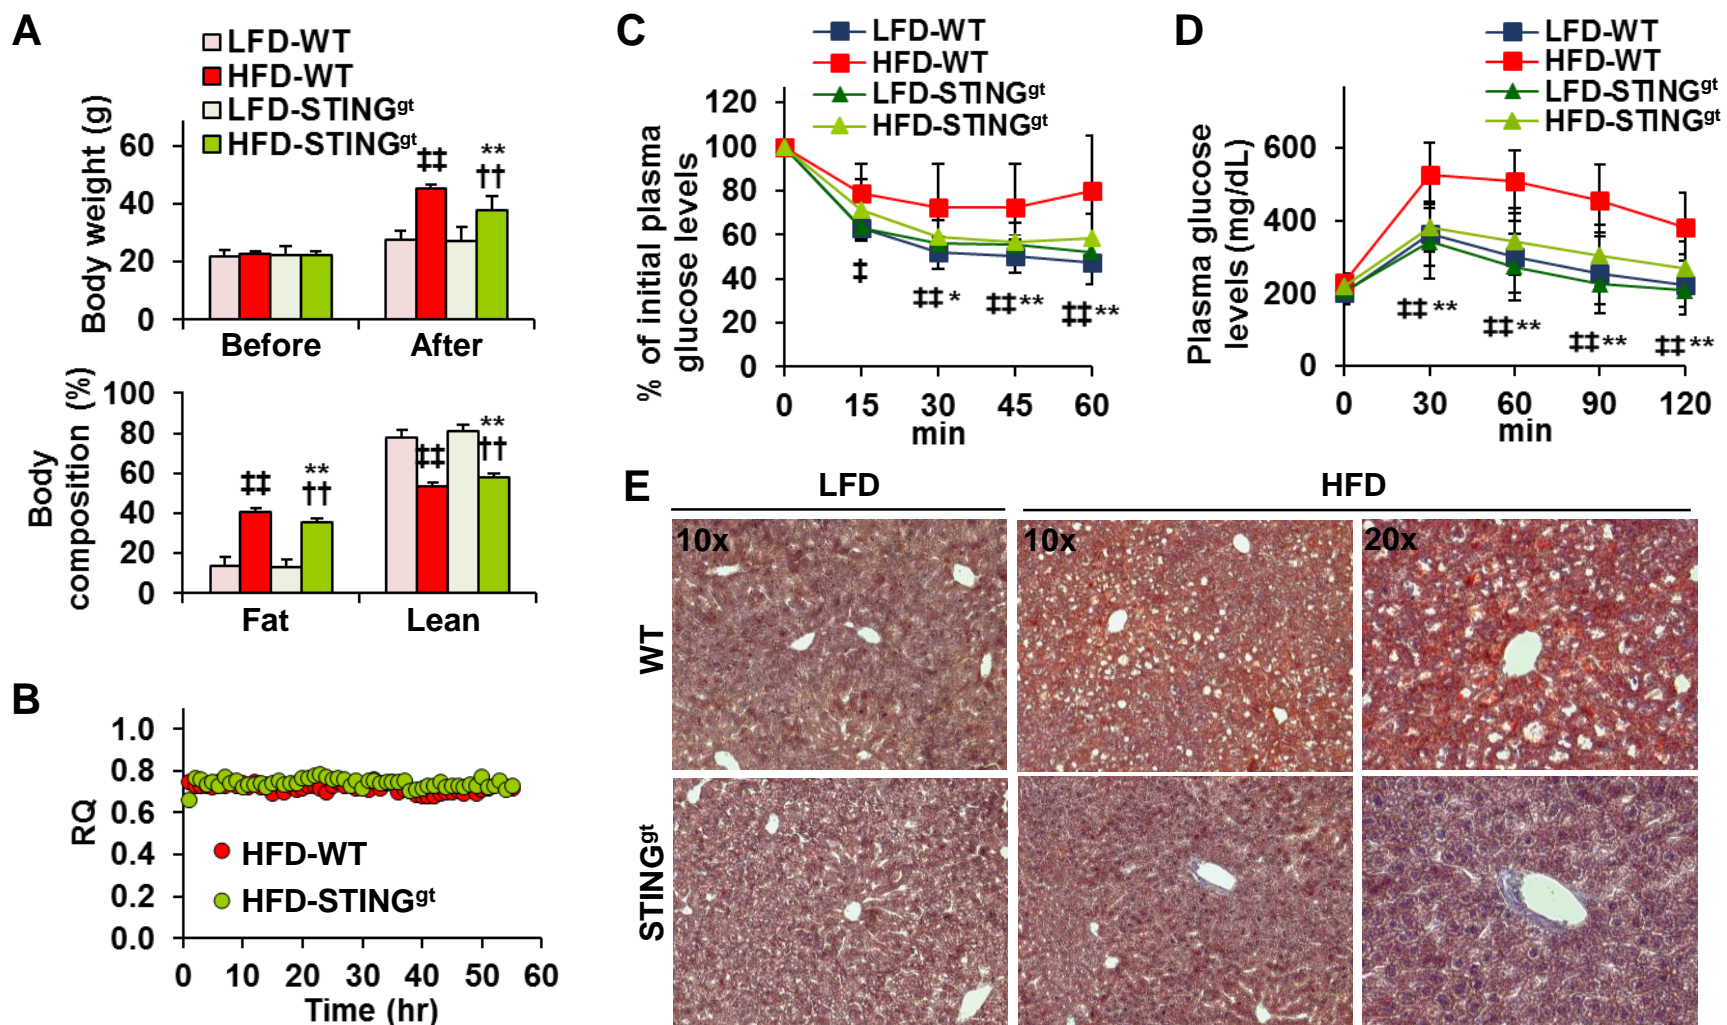 A
LFD-WT
HFD-WT
LFD-STINGgt
HFD-STINGgt
Body weight (g)
60
40
20
0
‡‡
**
††
Before
After
Body
composition (%)
100
80
60
40
20
0
‡‡
**
††
‡‡
**
††
Fat
Lean
B
RQ
1.0
0.8
0.6
0.4
0.2
0.0
HFD-WT
HFD-STINGgt
0 10 20 30 40 50 60
Time (hr)
C
LFD-WT
HFD-WT
LFD-STINGgt
HFD-STINGgt
% of initial plasma
glucose levels
120
100
80
60
40
20
0
‡
‡‡*
‡‡**
‡‡**
0 15 30 45 60
min
D
LFD-WT
HFD-WT
LFD-STINGgt
HFD-STINGgt
Plasma glucose
levels (mg/dL)
600
400
200
0
‡‡**
‡‡**
‡‡**
‡‡**
0 30 60 90 120
min
E
LFD
HFD
10x
10x
20x
WT
STINGgt